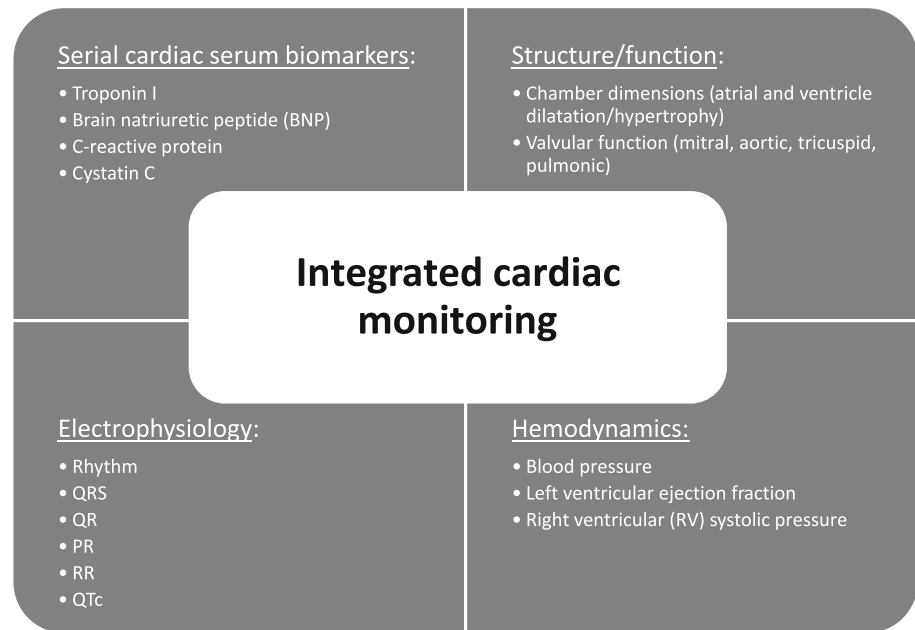 Serial cardiac serum biomarkers:
• Troponin I
• Brain natriuretic peptide (BNP)
• C-reactive protein
• Cystatin C
Structure/function:
• Chamber dimensions (atrial and ventricle
dilatation/hypertrophy)
• Valvular function (mitral, aortic, tricuspid,
pulmonic)
Integrated cardiac
monitoring
Electrophysiology:
• Rhythm
• QRS
• QR
• PR
• RR
• QTc
Hemodynamics:
• Blood pressure
• Left ventricular ejection fraction
• Right ventricular (RV) systolic pressure